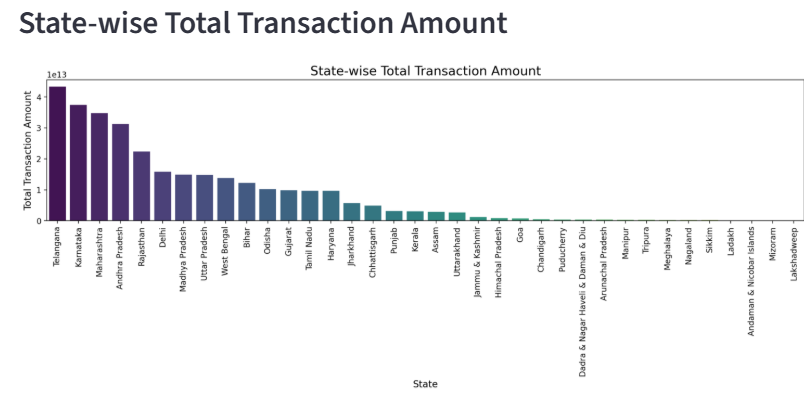 State-wise Total Transaction Amount
State-wise Total Transaction Amount
1e13
Total Transaction Amount
4
3
2
1
0
Telangana
Karnataka
Maharashtra
Andhra Pradesh
Rajasthan
Delhi
Madhya Pradesh
Uttar Pradesh
West Bengal
Bihar
Odisha
Gujarat
Tamil Nadu
Haryana
Jharkhand
Chhattisgarh
Punjab
Kerala
Assam
Uttarakhand
Jammu & Kashmir
Himachal Pradesh
Goa
Chandigarh
Puducherry
Dadra & Nagar Haveli & Daman & Diu
Arunachal Pradesh
Manipur
Tripura
Meghalaya
Nagaland
Sikkim
Ladakh
Andaman & Nicobar Islands
Mizoram
Lakshadweep
State